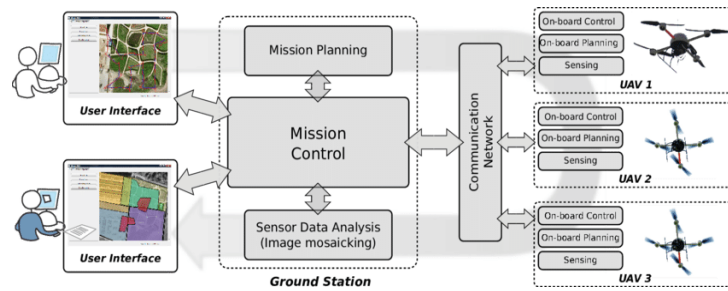 User Interface
User Interface
Mission Planning
Mission
Control
Sensor Data Analysis
(Image mosaicking)
Ground Station
Communication
Network
On-board Control
On-board Planning
Sensing
UAV 1
On-board Control
On-board Planning
Sensing
UAV 2
On-board Control
On-board Planning
Sensing
UAV 3